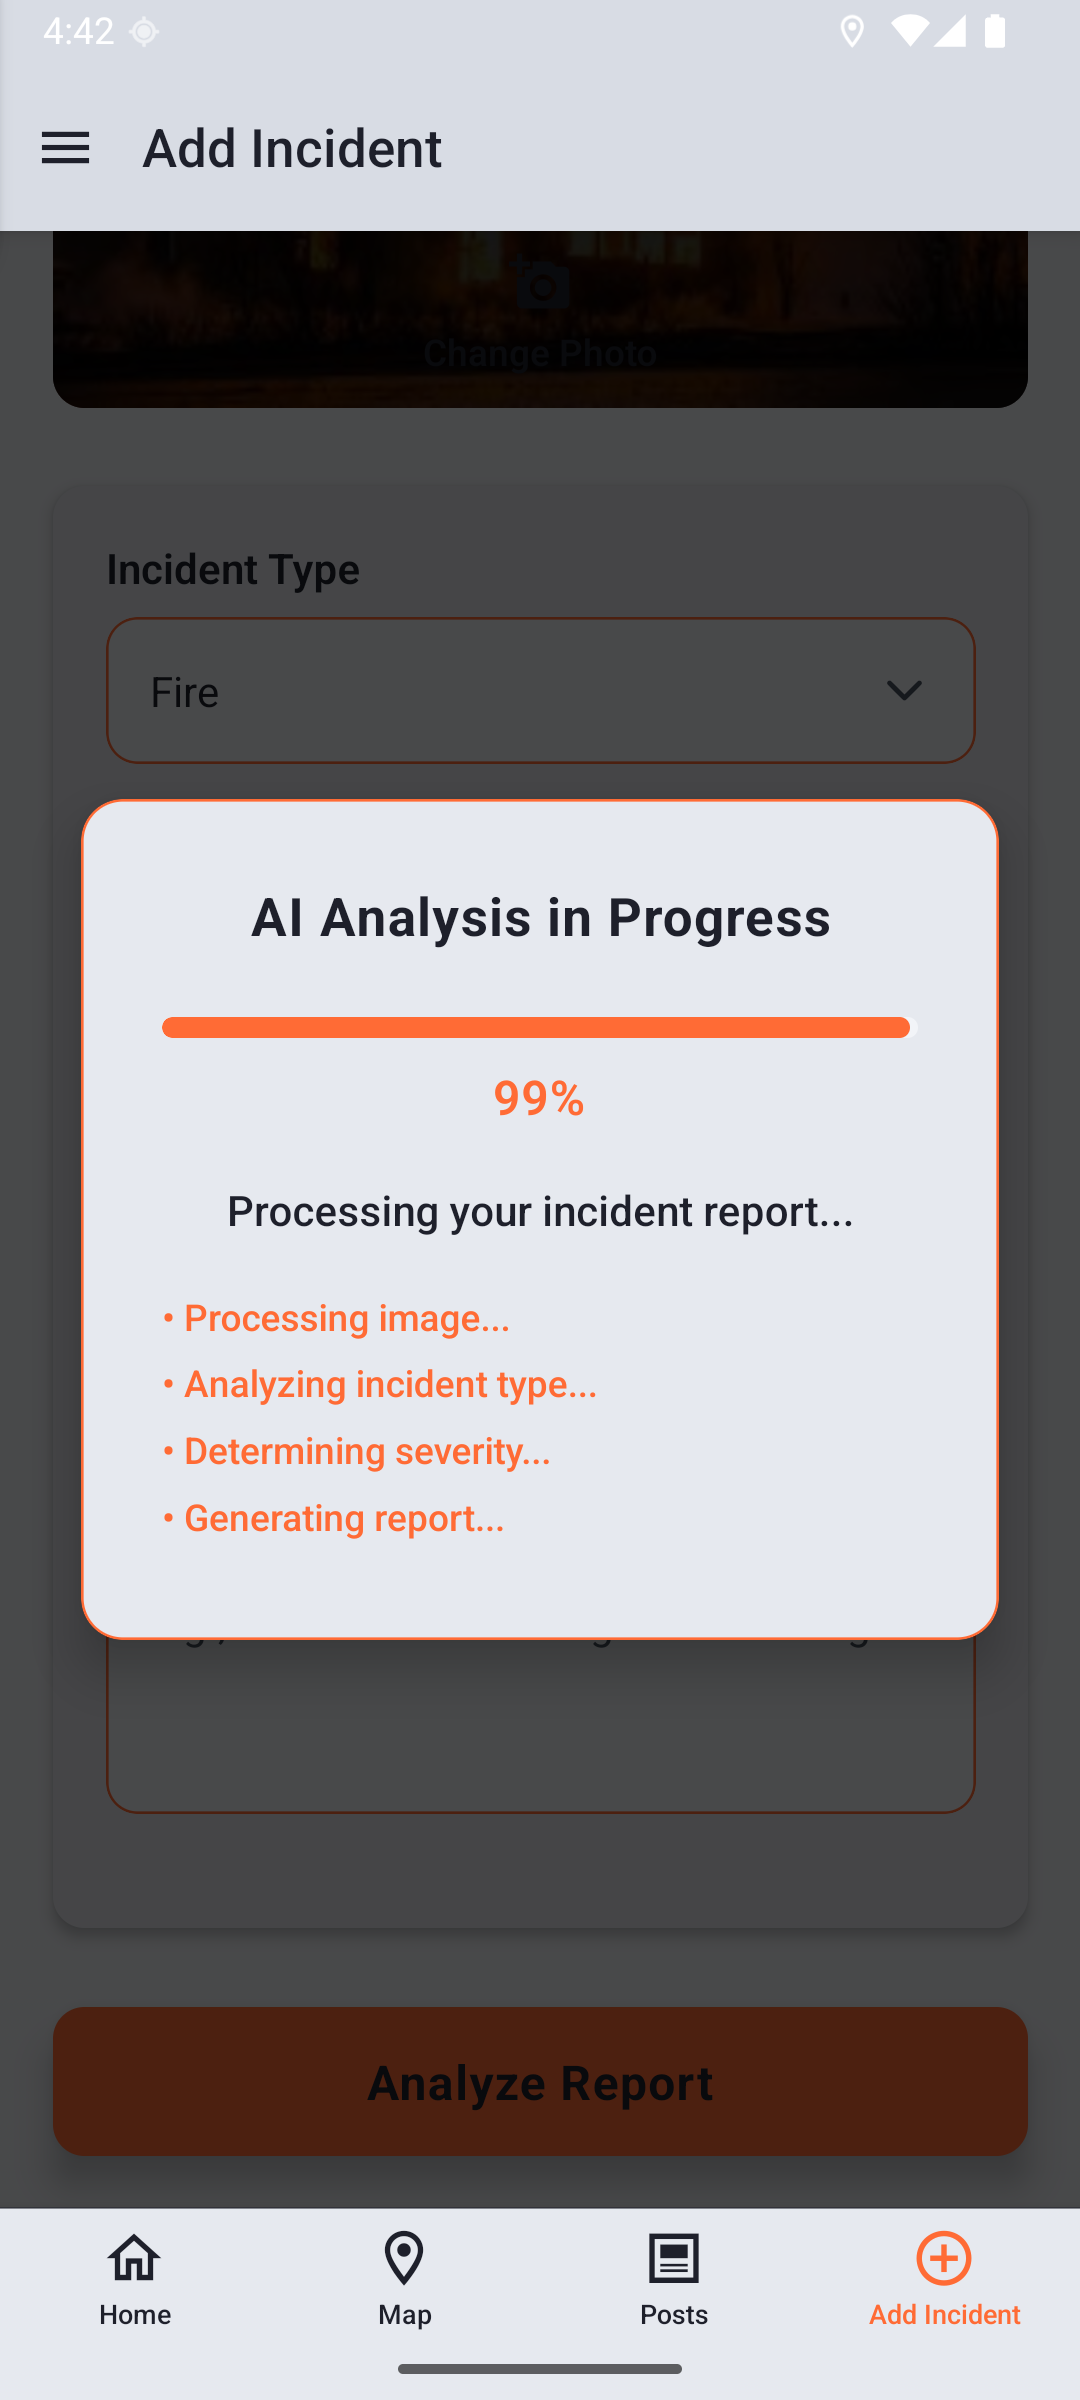 4:42
Add Incident
Change Photo
Incident Type
Fire
AI Analysis in Progress
99%
Processing your incident report...
• Processing image...
• Analyzing incident type...
• Determining severity...
• Generating report...
Analyze Report
Home
Map
Posts
Add Incident